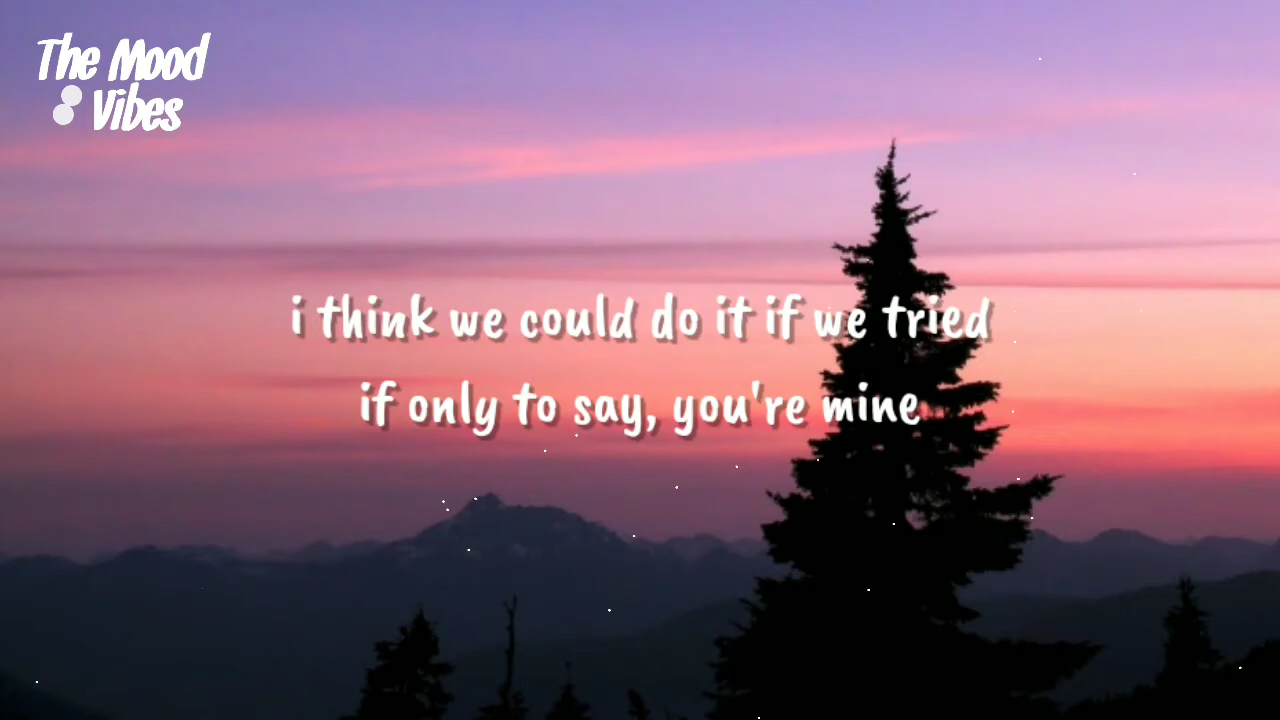 The Mood
Vibes
i think we could do it if we tried
if only to say, you're mine